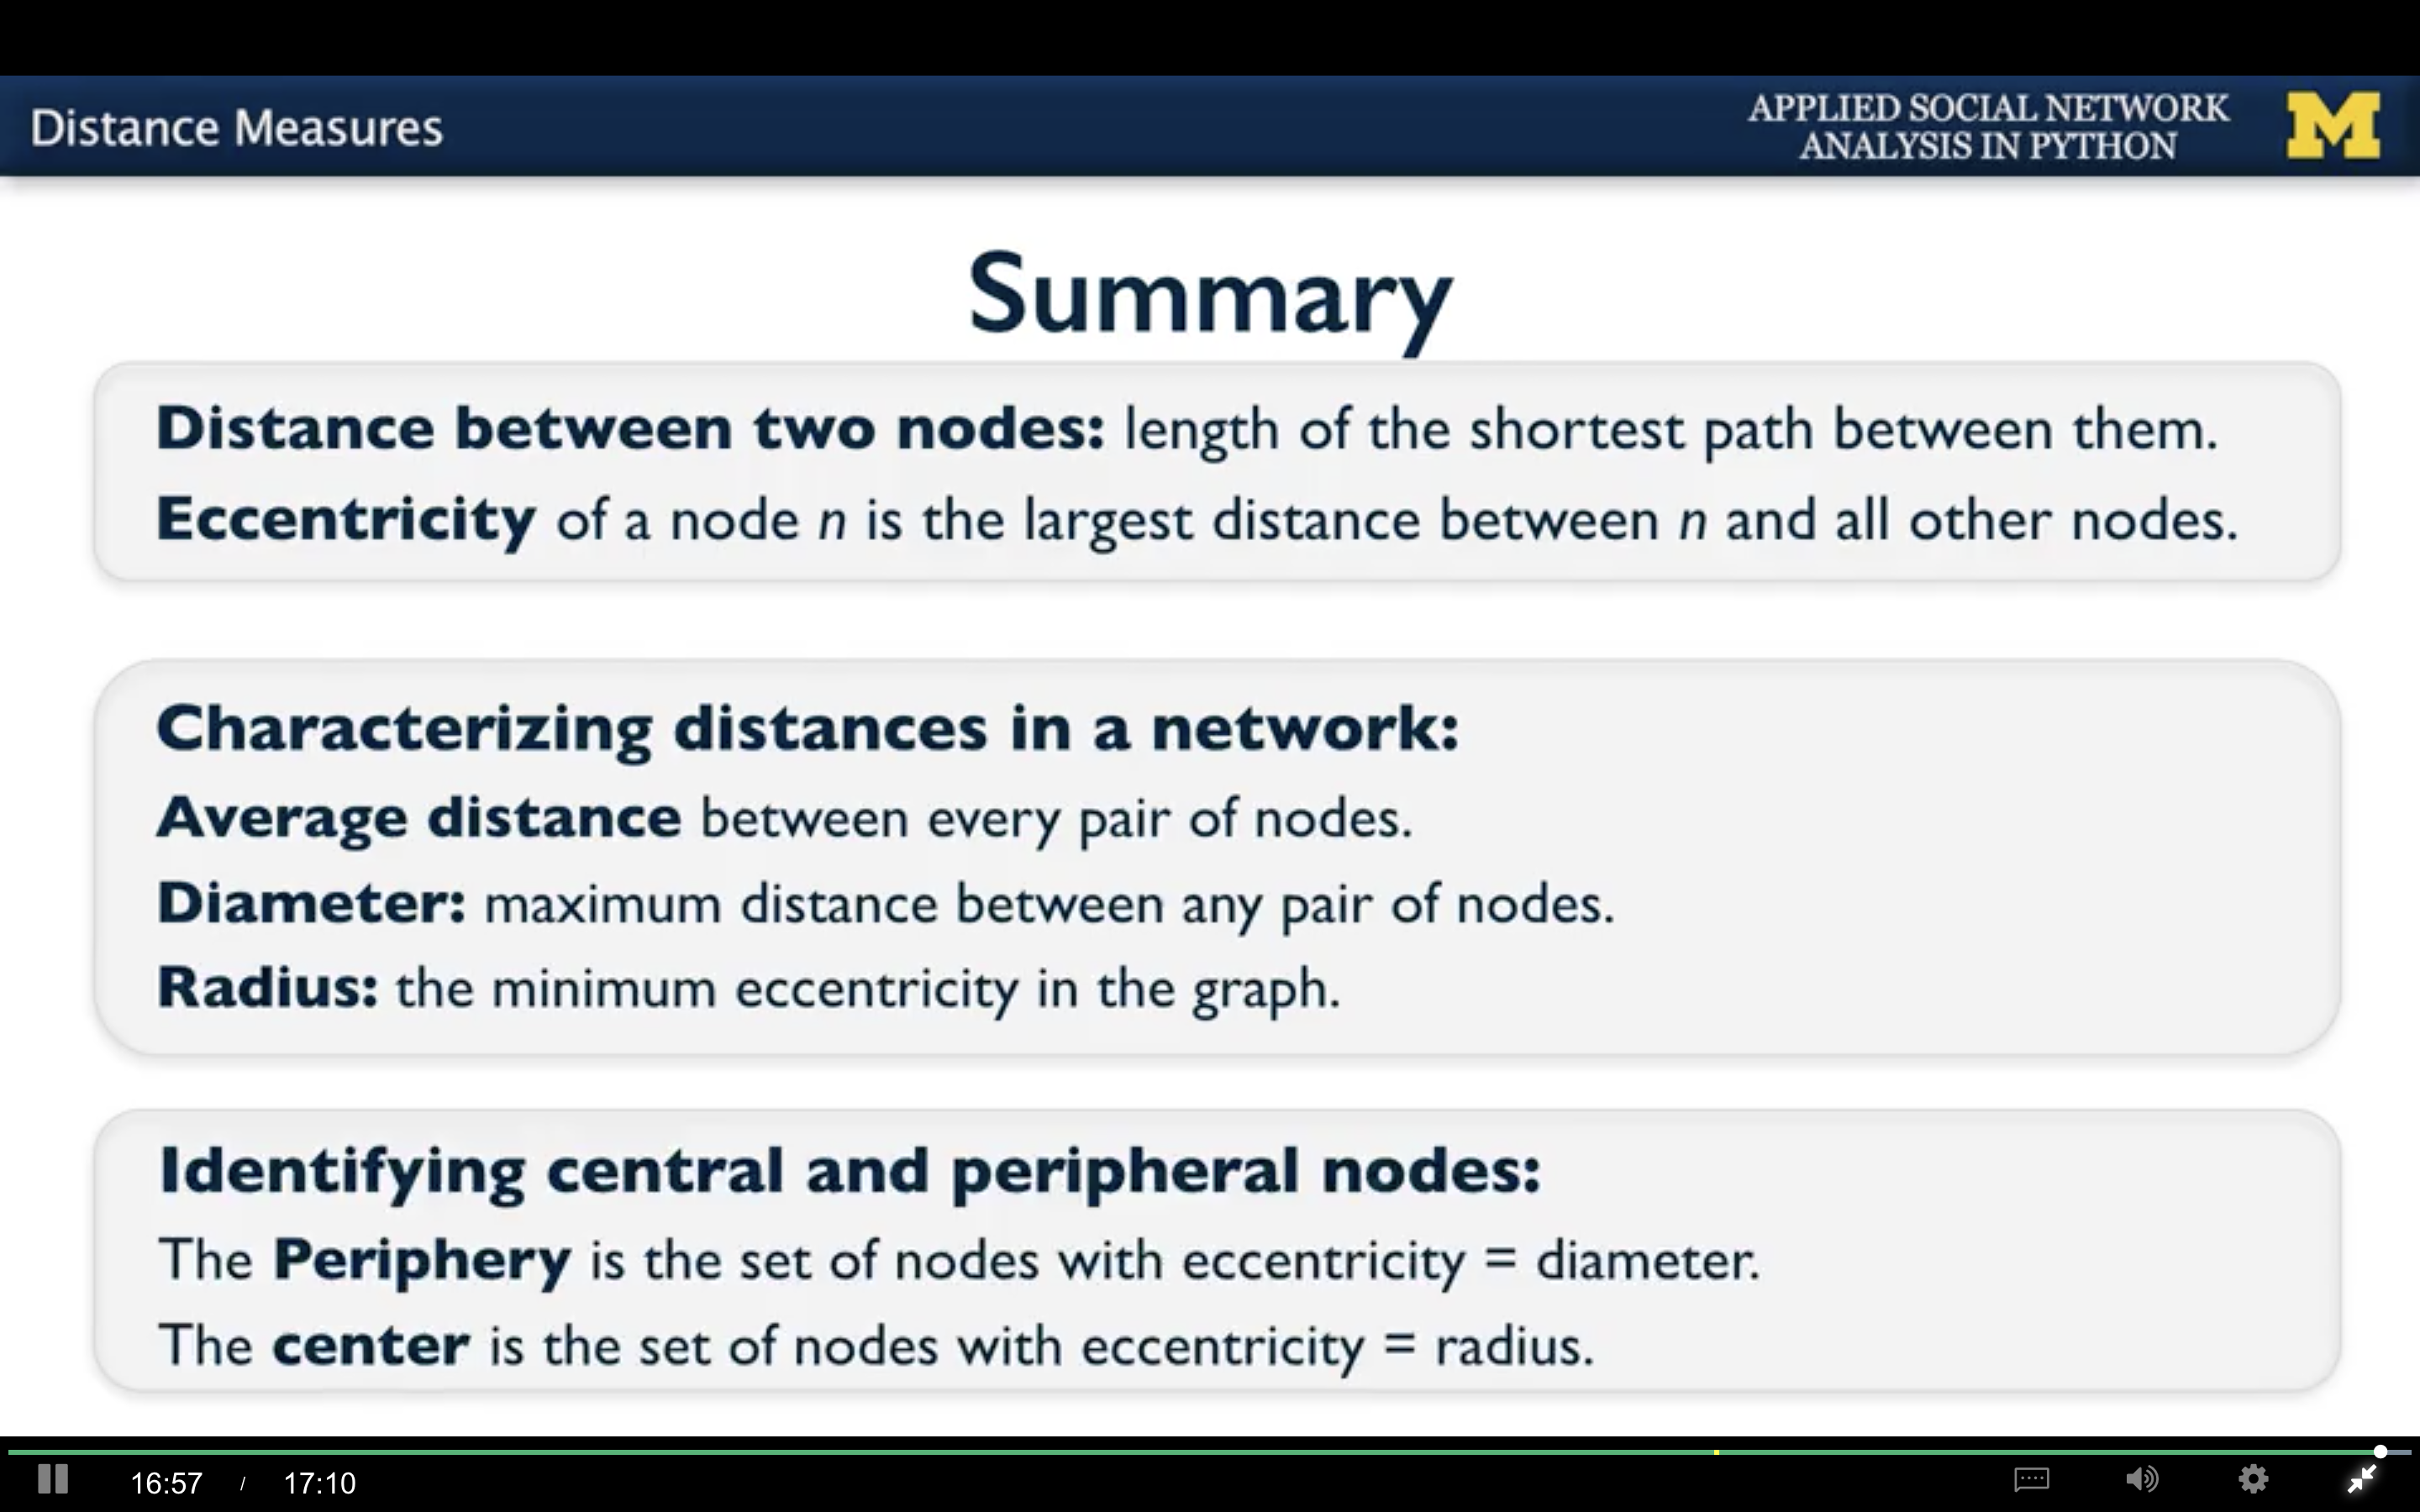 Distance Measures
APPLIED SOCIAL NETWORK
ANALYSIS IN PYTHON
M
Summary
Distance between two nodes: length of the shortest path between them.
Eccentricity of a node n is the largest distance between n and all other nodes.
Characterizing distances in a network:
Average distance between every pair of nodes.
Diameter: maximum distance between any pair of nodes.
Radius: the minimum eccentricity in the graph.
Identifying central and peripheral nodes:
The Periphery is the set of nodes with eccentricity = diameter.
The center is the set of nodes with eccentricity = radius.
16:57 / 17:10